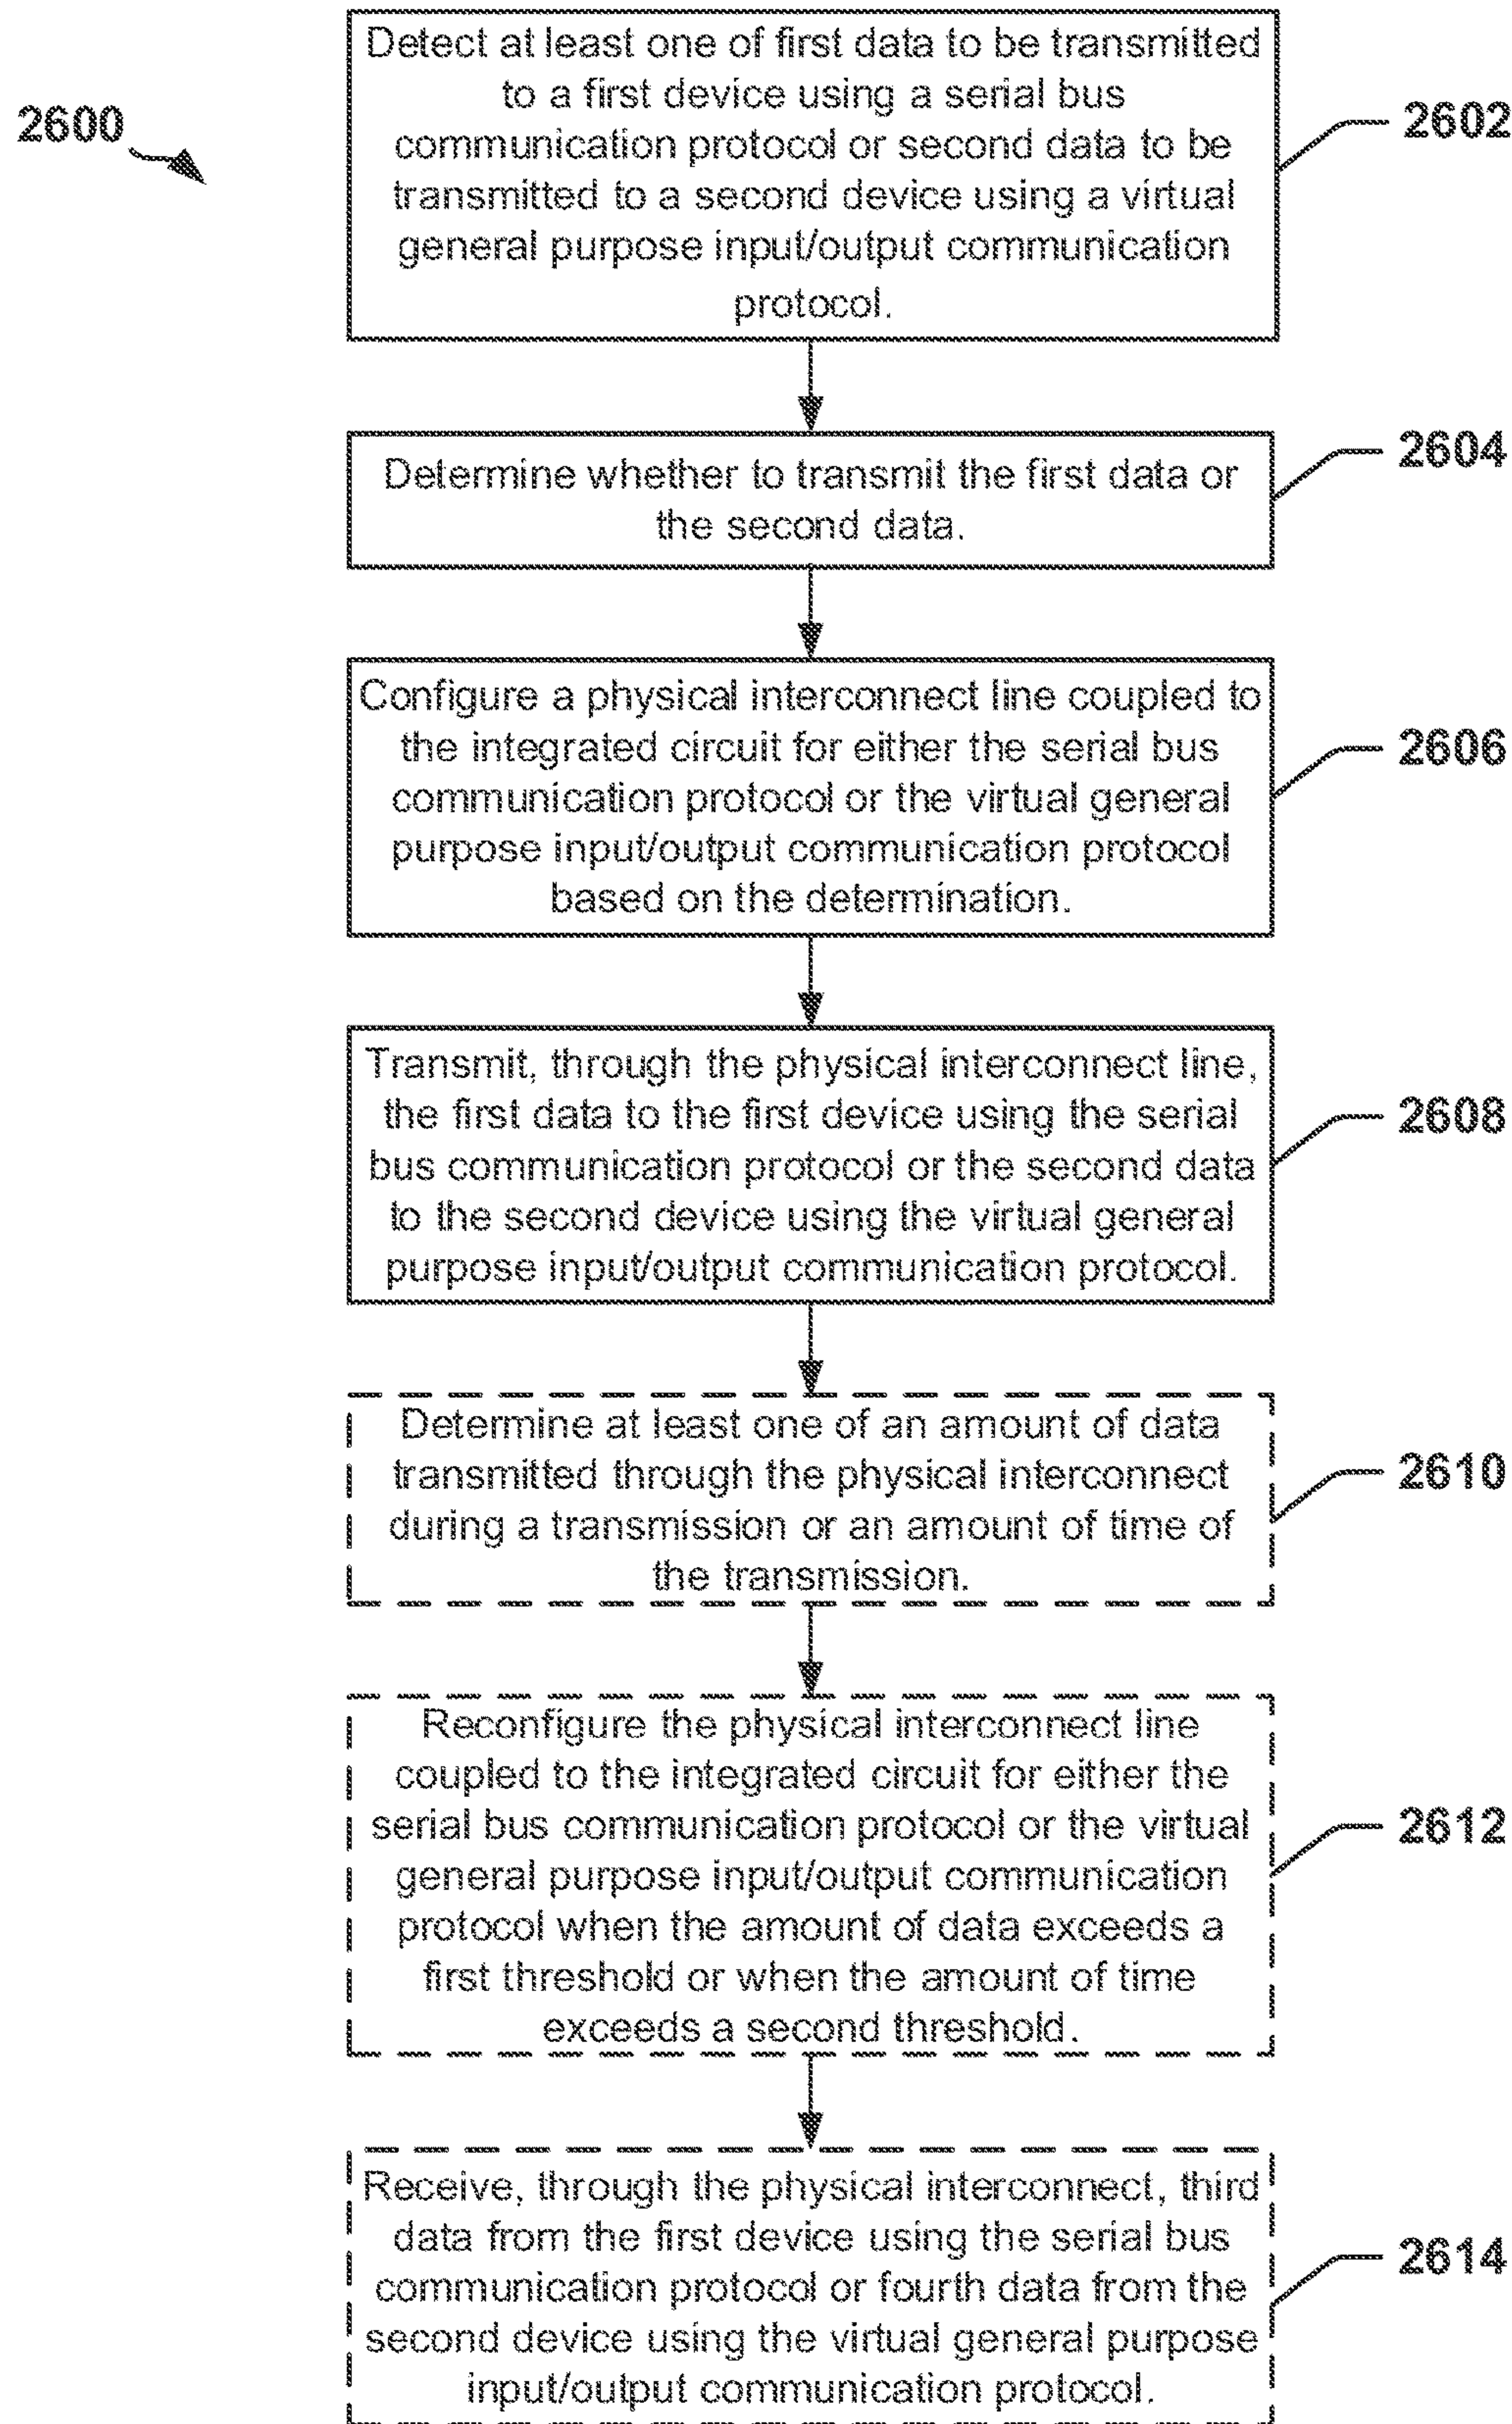 2600
Detect at least one of first data to be transmitted
to a first device using a serial bus
communication protocol or second data to be
transmitted to a second device using a virtual
general purpose input/output communication
protocol.
2602
Determine whether to transmit the first data or
the second data.
2604
Configure a physical interconnect line coupled to
the integrated circuit for either the serial bus
communication protocol or the virtual general
purpose input/output communication protocol
based on the determination.
2606
Transmit, through the physical interconnect line,
the first data to the first device using the serial
bus communication protocol or the second data
to the second device using the virtual general
purpose input/output communication protocol.
2608
Determine at least one of an amount of data
transmitted through the physical interconnect
during a transmission or an amount of time of
the transmission.
2610
Reconfigure the physical interconnect line
coupled to the integrated circuit for either the
serial bus communication protocol or the virtual
general purpose input/output communication
protocol when the amount of data exceeds a
first threshold or when the amount of time
exceeds a second threshold.
2612
Receive, through the physical interconnect, third
data from the first device using the serial bus
communication protocol or fourth data from the
second device using the virtual general purpose
input/output communication protocol.
2614